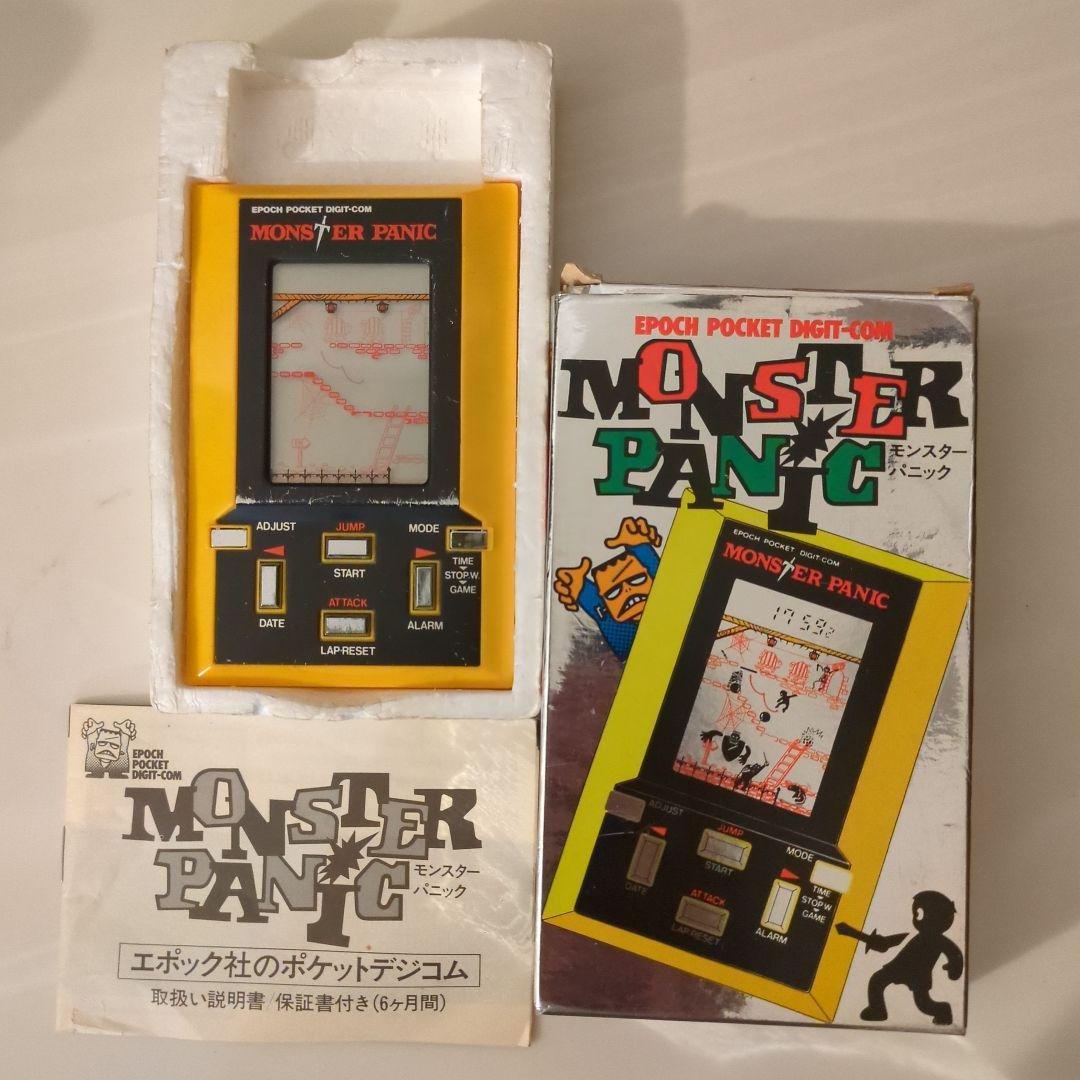 EPOCH POCKET DIGIT-COM
MONSTER PANIC
ADJUST
JUMP
MODE
START
TIME
STOP.W.
GAME
ATTACK
DATE
ALARM
LAP·RESET
EPOCH POCKET DIGIT-COM
MONSTER
PANIC
モンスター
パニック
EPOCH POCKET DIGIT-COM
MONSTER PANIC
17 59 12
ADJUST
JUMP
MODE
START
TIME
STOP.W
GAME
DATE
ATTACK
LAP·RESET
ALARM
EPOCH
POCKET
DIGIT-COM
MONSTER
PANIC
モンスター
パニック
エポック社のポケットデジコム
取扱い説明書/保証書付き(6ヶ月間)